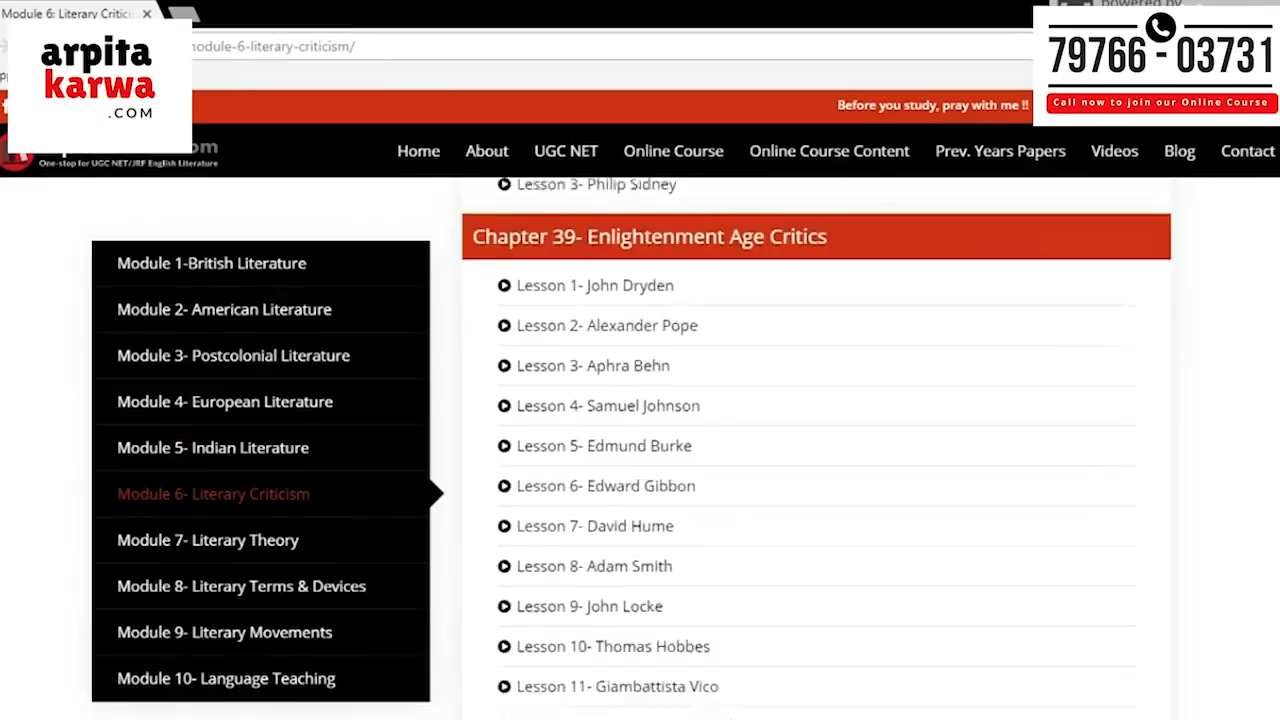 Module 6: Literary Critici
powered by
odule-6-literary-criticism/
arpita
karwa
.COM
79766 - 03731
Call now to join our Online Course
Before you study, pray with me !!
One-stop for UGC NET/JRF English Literature
Home About UGC NET Online Course Online Course Content Prev. Years Papers Videos Blog Contact
Lesson 3- Philip Sidney
Chapter 39- Enlightenment Age Critics
Lesson 1- John Dryden
Lesson 2- Alexander Pope
Lesson 3- Aphra Behn
Lesson 4- Samuel Johnson
Lesson 5- Edmund Burke
Lesson 6- Edward Gibbon
Lesson 7- David Hume
Lesson 8- Adam Smith
Lesson 9- John Locke
Lesson 10- Thomas Hobbes
Lesson 11- Giambattista Vico
Module 1-British Literature
Module 2- American Literature
Module 3- Postcolonial Literature
Module 4- European Literature
Module 5- Indian Literature
Module 6- Literary Criticism
Module 7- Literary Theory
Module 8- Literary Terms & Devices
Module 9- Literary Movements
Module 10- Language Teaching